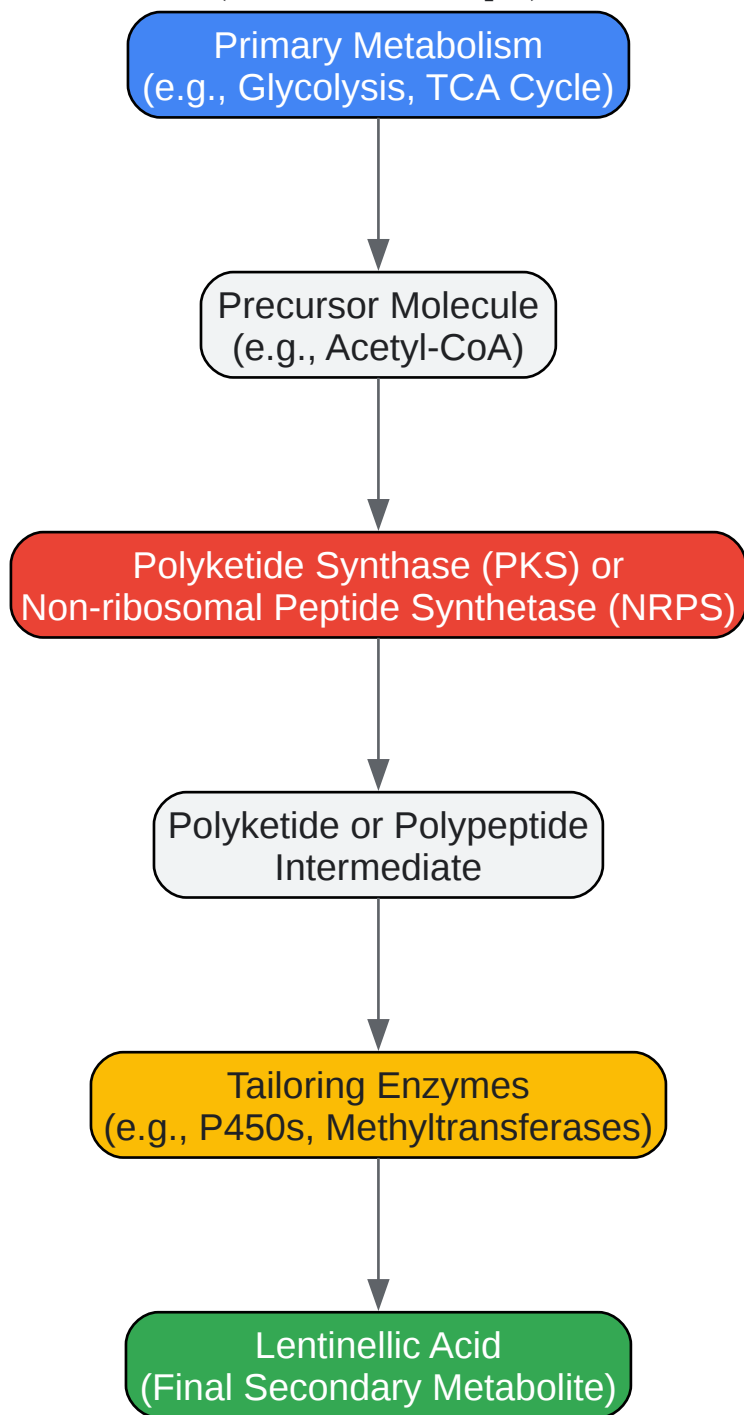 Primary Metabolism
(e.g., Glycolysis, TCA Cycle)
Precursor Molecule
(e.g., Acetyl-CoA)
Polyketide Synthase (PKS) or
Non-ribosomal Peptide Synthetase (NRPS)
Polyketide or Polypeptide
Intermediate
Tailoring Enzymes
(e.g., P450s, Methyltransferases)
Lentinellic Acid
(Final Secondary Metabolite)